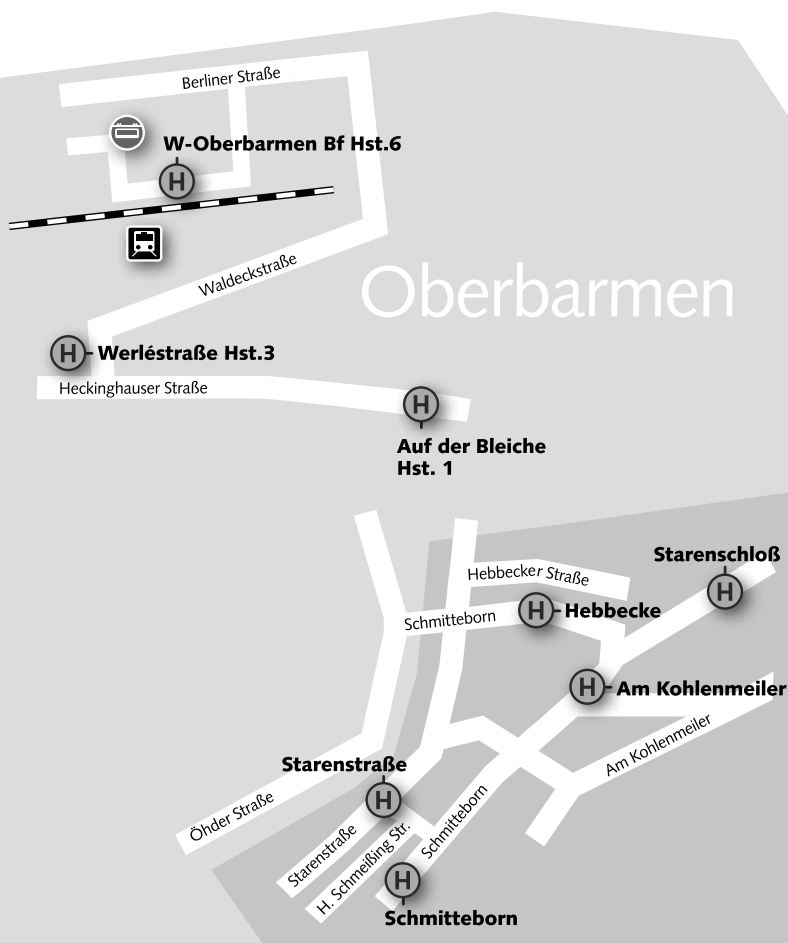 Berliner Straße
W-Oberbarmen Bf Hst.6
H
Waldeckstraße
Oberbarmen
H
Werléstraße Hst.3
Heckinghauser Straße
H
Auf der Bleiche
Hst. 1
Starenschloß
H
Hebbecker Straße
H
Hebbecke
Schmitteborn
H
Am Kohlenmeiler
Am Kohlenmeiler
Starenstraße
H
Öhder Straße
Starenstraße
H. Schmeißing Str.
Schmitteborn
H
Schmitteborn